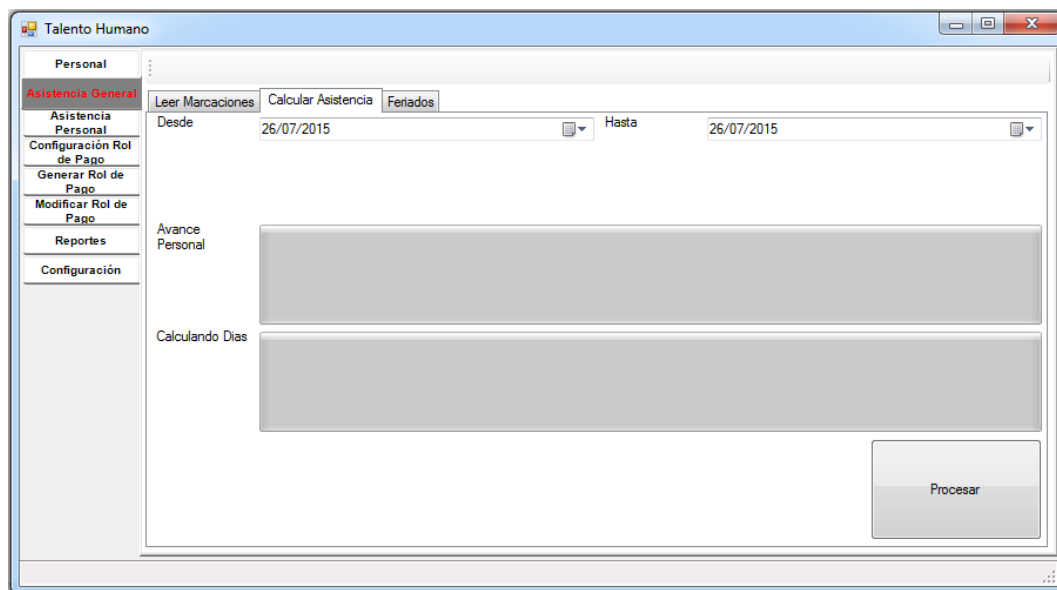 Talento Humano
Personal
Asistencia General
Asistencia
Personal
Configuración Rol
de Pago
Generar Rol de
Pago
Modificar Rol de
Pago
Reportes
Configuración
Leer Marcaciones Calcular Asistencia Feriados
Desde 26/07/2015 Hasta 26/07/2015
Avance
Personal
Calculando Dias
Procesar